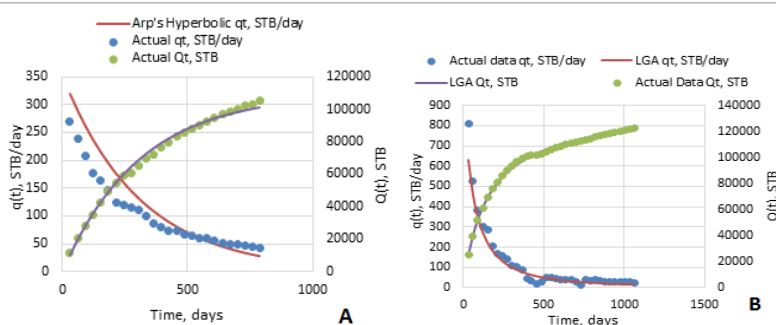 Arp's Hyperbolic qt, STB/day
Actual qt, STB/day
Actual Qt, STB
350
300
250
200
150
100
50
0
q(t), STB/day
120000
100000
80000
60000
40000
20000
0
Q(t), STB
0 500 1000
Time, days
A
Actual data qt, STB/day LGA qt, STB/day
LGA Qt, STB Actual Data Qt, STB
900
800
700
600
500
400
300
200
100
0
q(t), STB/day
140000
120000
100000
80000
60000
40000
20000
0
Q(t), STB
0 500 1000 1500
Time, days
B